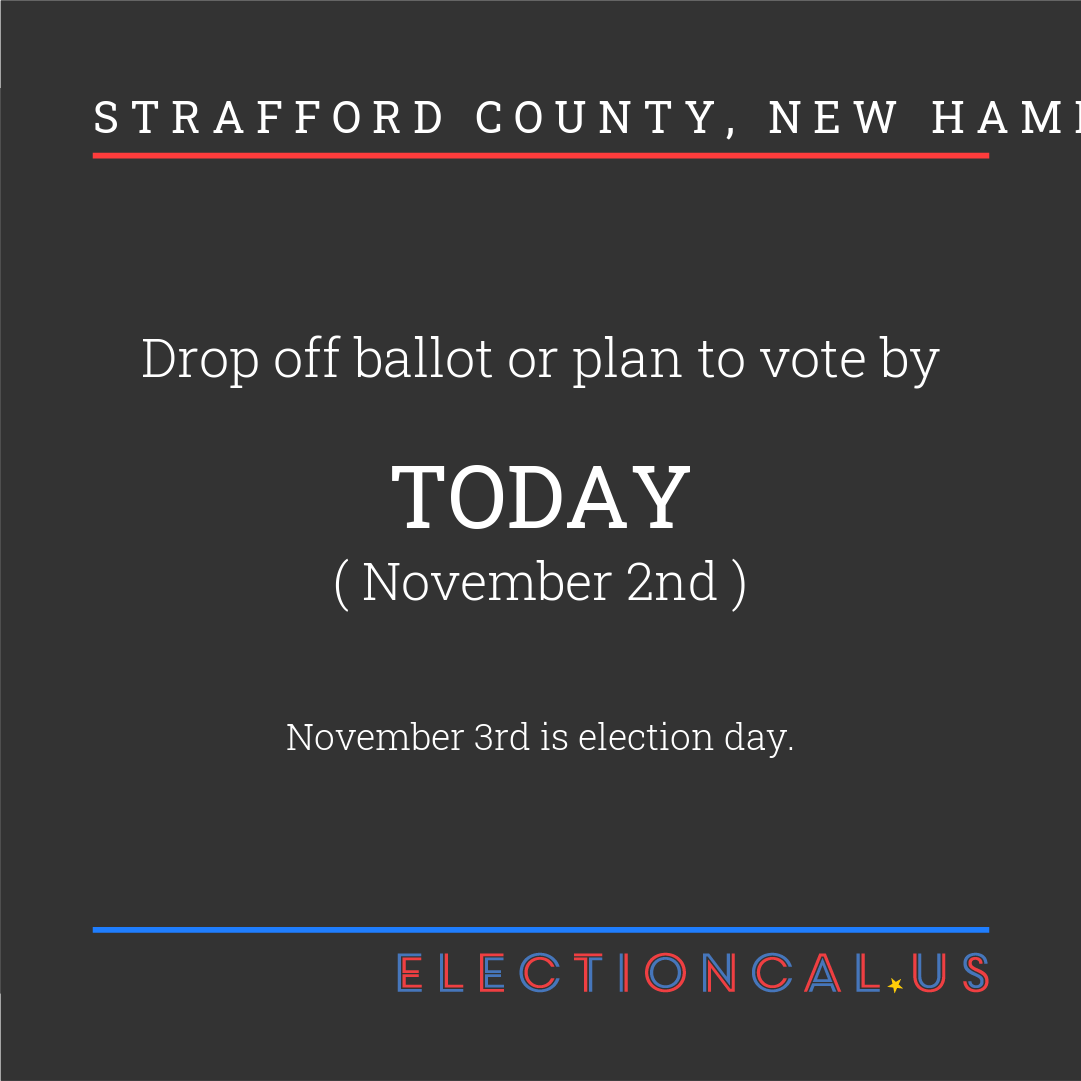 STRAFFORD COUNTY, NEW HAM
Drop off ballot or plan to vote by
TODAY
( November 2nd )
November 3rd is election day.
ELECTIONCAL.US